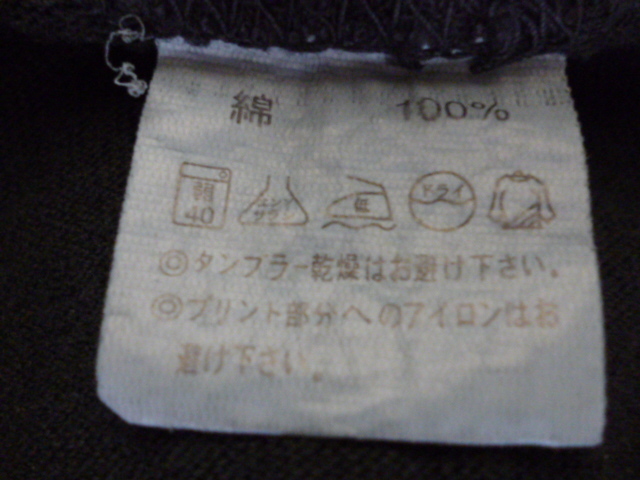 綿 100%
弱 40 エンソ サラシ 低 ドライ
◎タンブラー乾燥はお避け下さい。
◎プリント部分へのアイロンはお
避け下さい。